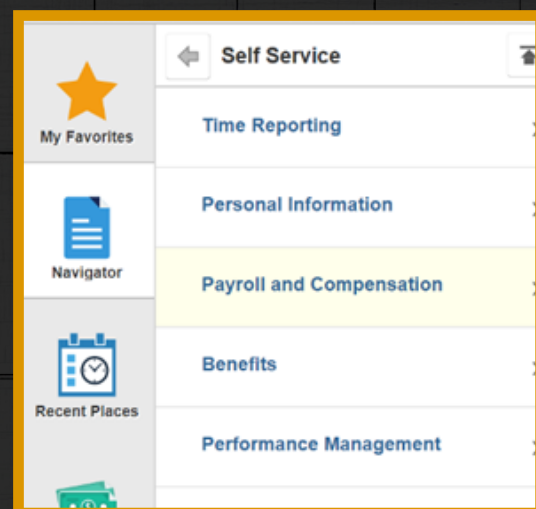 Self Service
My Favorites
Time Reporting
Personal Information
Navigator
Payroll and Compensation
Benefits
Recent Places
Performance Management